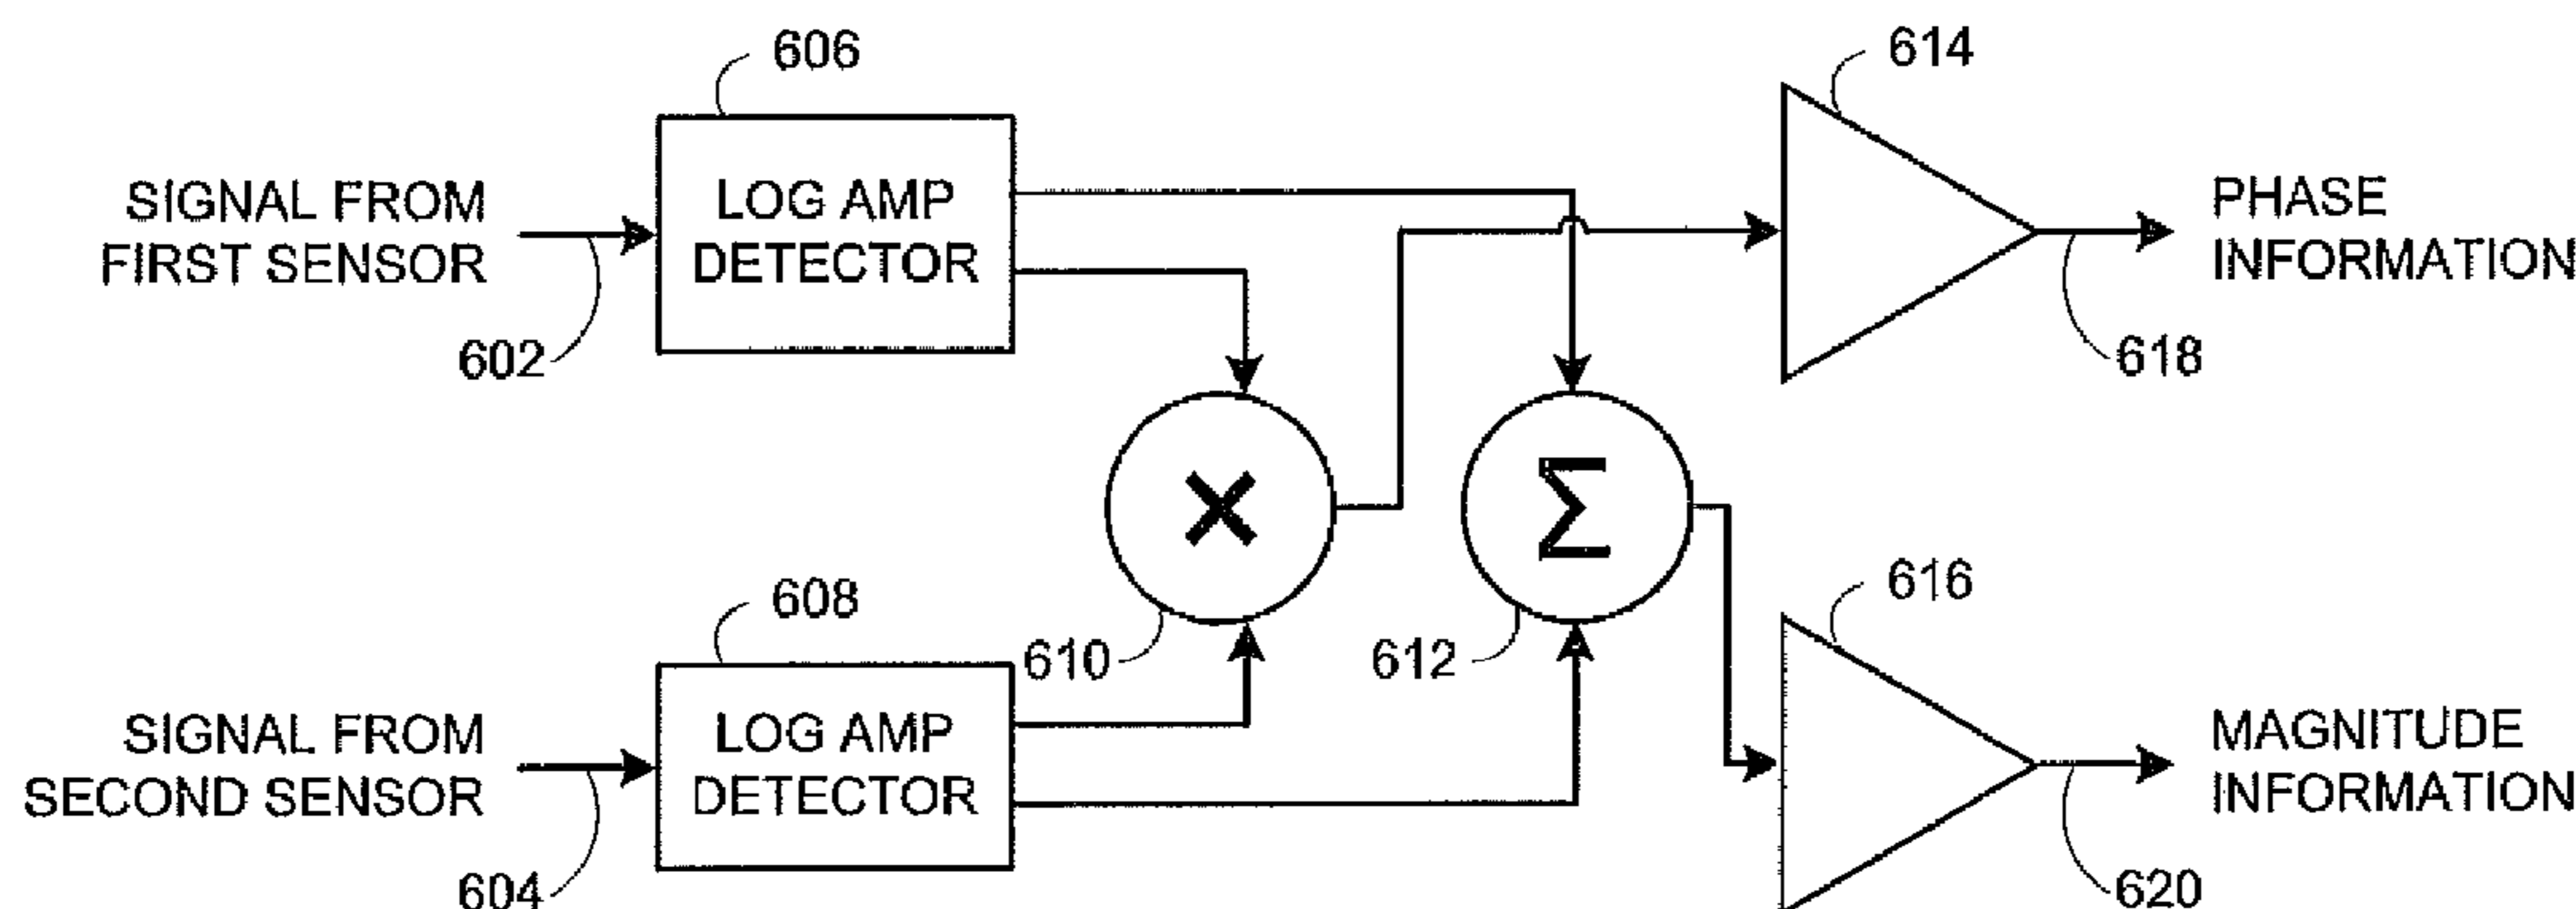 606
614
SIGNAL FROM
FIRST SENSOR
LOG AMP
DETECTOR
PHASE
INFORMATION
602
618
×
Σ
608
616
610
612
SIGNAL FROM
SECOND SENSOR
LOG AMP
DETECTOR
MAGNITUDE
INFORMATION
604
620